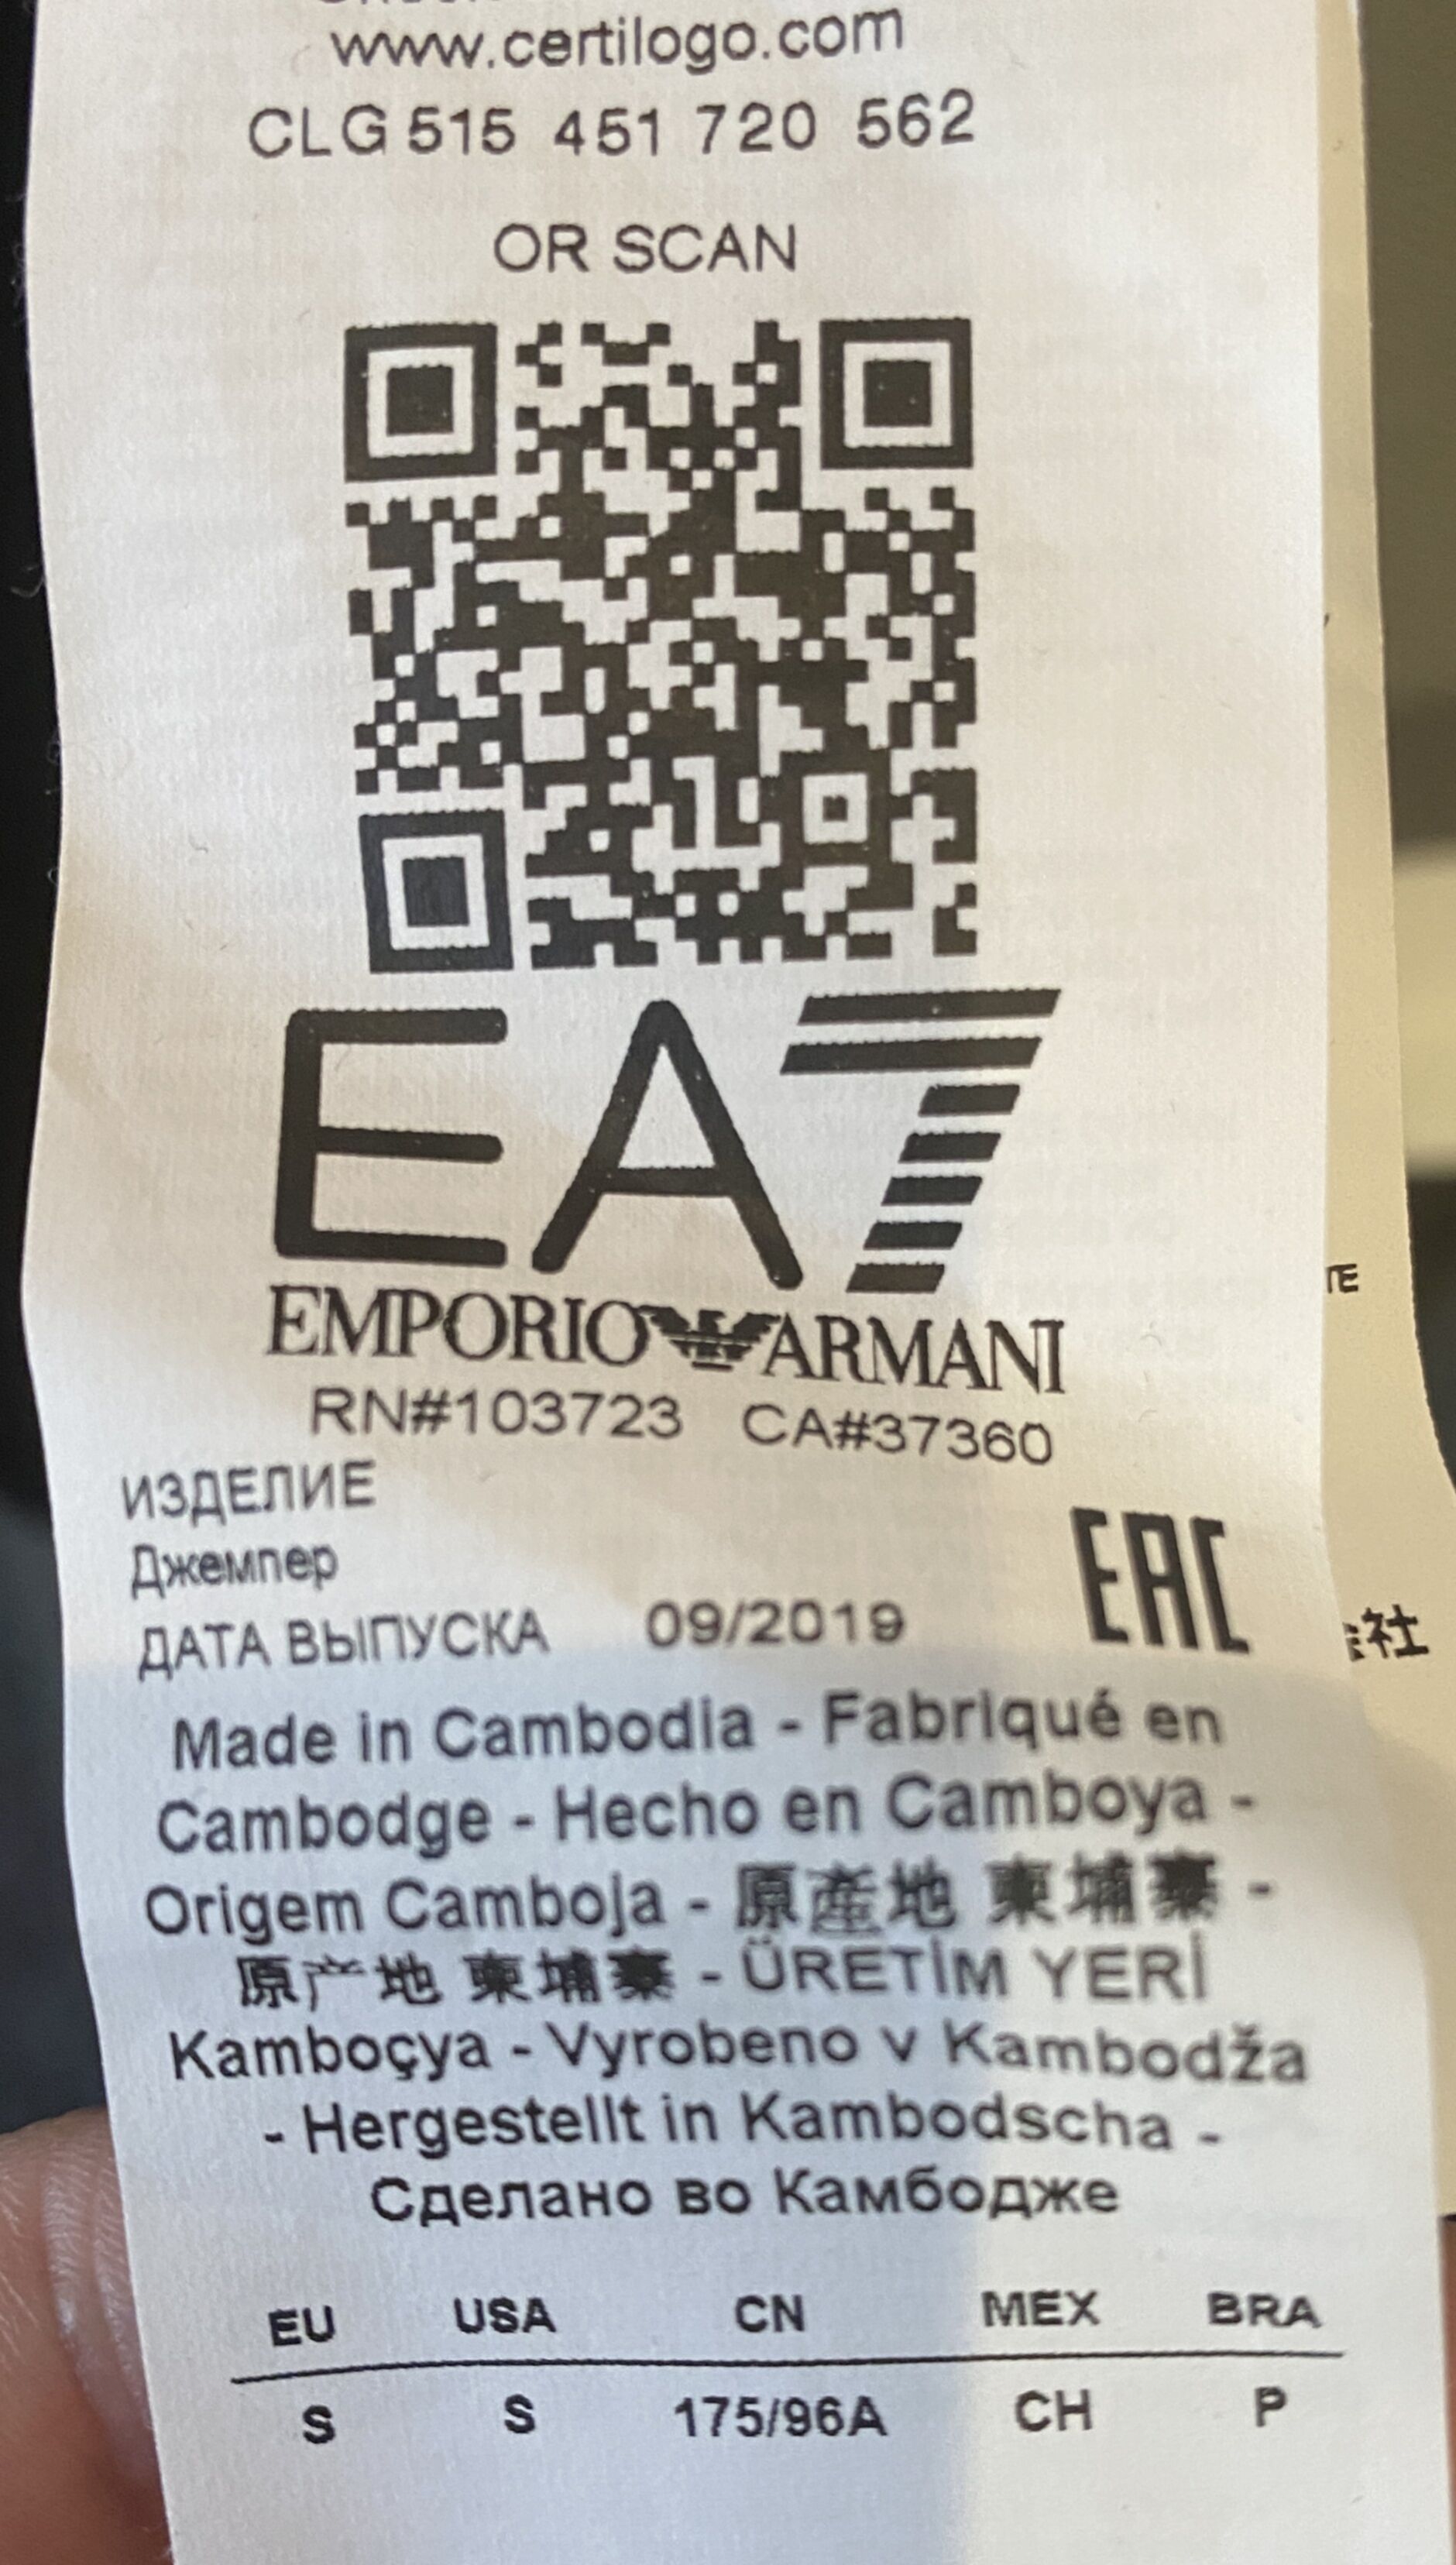 www.certilogo.com
CLG 515 451 720 562
OR SCAN
EA7
EMPORIO ARMANI
RN#103723 CA#37360
ИЗДЕЛИЕ
Джемпер
ДАТА ВЫПУСКА 09/2019
EAC
Made in Cambodia - Fabriqué en
Cambodge - Hecho en Camboya -
Origem Camboja - 原產地 柬埔寨 -
原产地 柬埔寨 - ÜRETİM YERİ
Kamboçya - Vyrobeno v Kambodža
- Hergestellt in Kambodscha -
Сделано во Камбодже
EU USA CN MEX BRA
S S 175/96A CH P